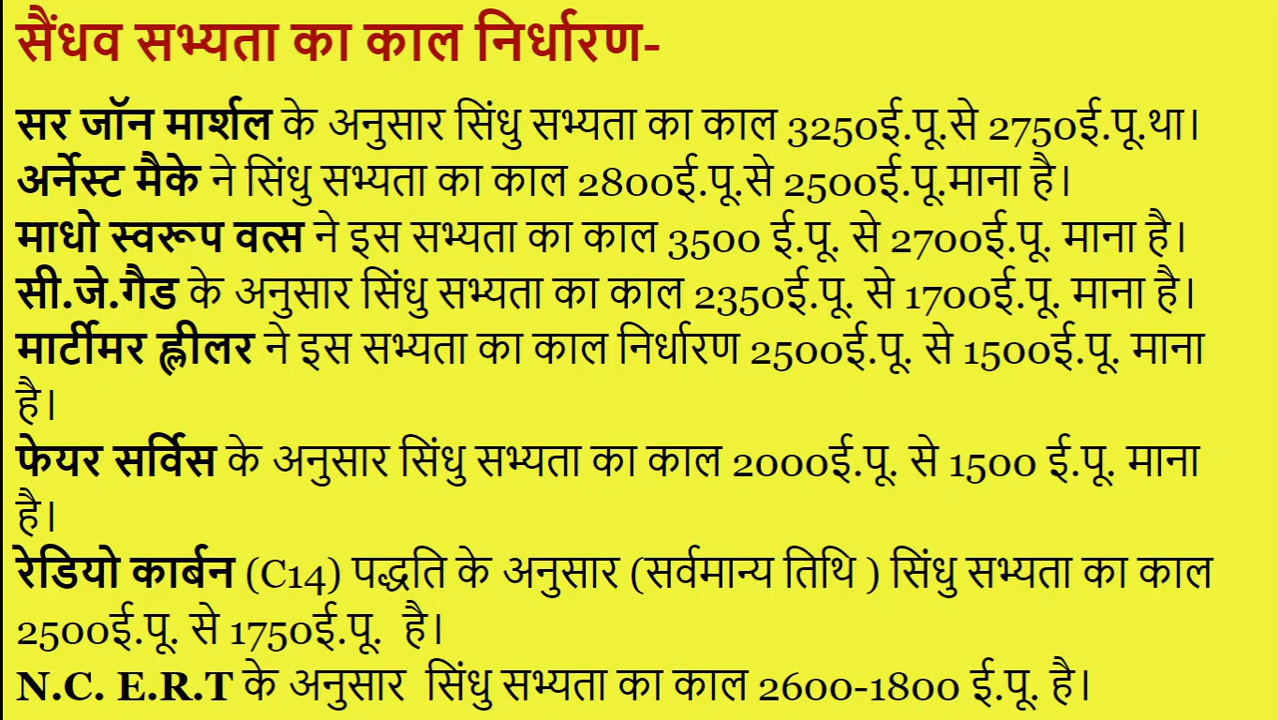 सैंधव सभ्यता का काल निर्धारण-
सर जॉन मार्शल के अनुसार सिंधु सभ्यता का काल 3250ई.पू.से 2750ई.पू.था।
अर्नेस्ट मैके ने सिंधु सभ्यता का काल 2800ई.पू.से 2500ई.पू.माना है।
माधो स्वरूप वत्स ने इस सभ्यता का काल 3500 ई.पू. से 2700ई.पू. माना है।
सी.जे.गैड के अनुसार सिंधु सभ्यता का काल 2350ई.पू. से 1700ई.पू. माना है।
मार्टीमर ह्वीलर ने इस सभ्यता का काल निर्धारण 2500ई.पू. से 1500ई.पू. माना
है।
फेयर सर्विस के अनुसार सिंधु सभ्यता का काल 2000ई.पू. से 1500 ई.पू. माना
है।
रेडियो कार्बन (C14) पद्धति के अनुसार (सर्वमान्य तिथि ) सिंधु सभ्यता का काल
2500ई.पू. से 1750ई.पू. है।
N.C. E.R.T के अनुसार सिंधु सभ्यता का काल 2600-1800 ई.पू. है।